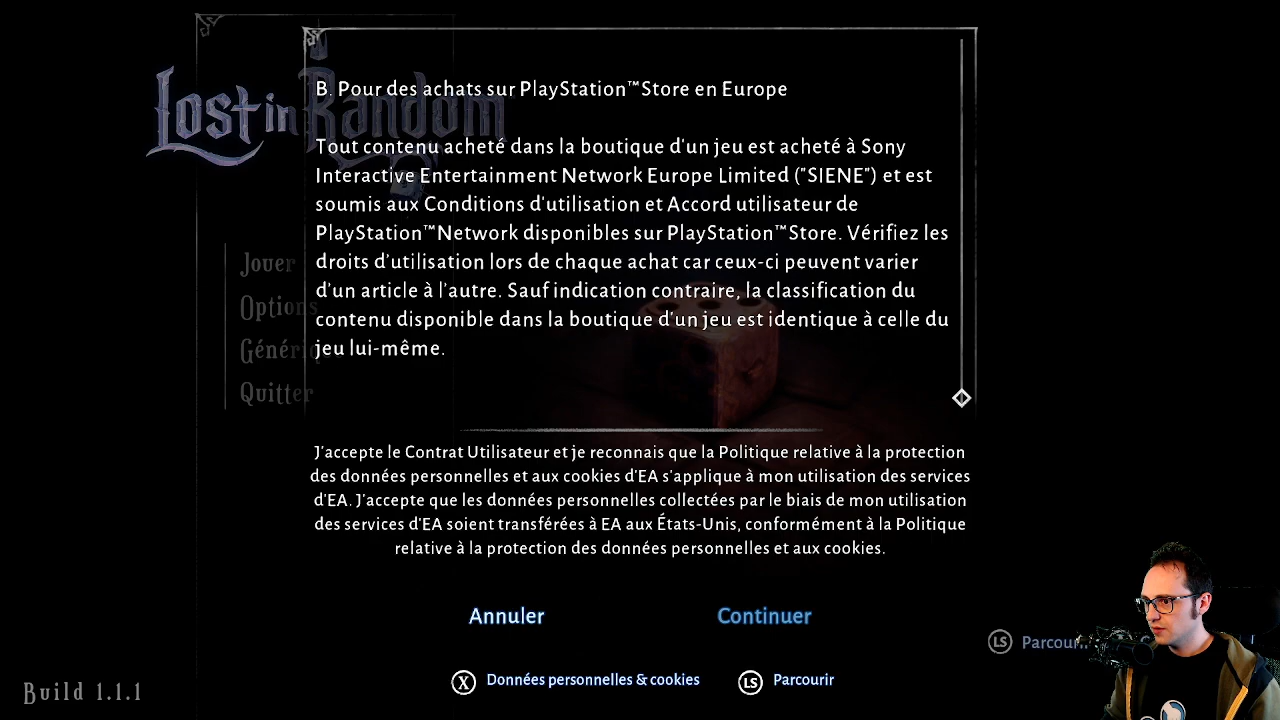 Lost in Random
B. Pour des achats sur PlayStation™Store en Europe
Tout contenu acheté dans la boutique d'un jeu est acheté à Sony
Interactive Entertainment Network Europe Limited ("SIENE") et est
soumis aux Conditions d'utilisation et Accord utilisateur de
PlayStation™Network disponibles sur PlayStation™Store. Vérifiez les
droits d'utilisation lors de chaque achat car ceux-ci peuvent varier
d'un article à l'autre. Sauf indication contraire, la classification du
contenu disponible dans la boutique d'un jeu est identique à celle du
jeu lui-même.
Jouer
Options
Génériq
Quitter
J'accepte le Contrat Utilisateur et je reconnais que la Politique relative à la protection
des données personnelles et aux cookies d'EA s'applique à mon utilisation des services
d'EA. J'accepte que les données personnelles collectées par le biais de mon utilisation
des services d'EA soient transférées à EA aux États-Unis, conformément à la Politique
relative à la protection des données personnelles et aux cookies.
Annuler Continuer
LS Parcourir
X Données personnelles & cookies LS Parcourir
Build 1.1.1